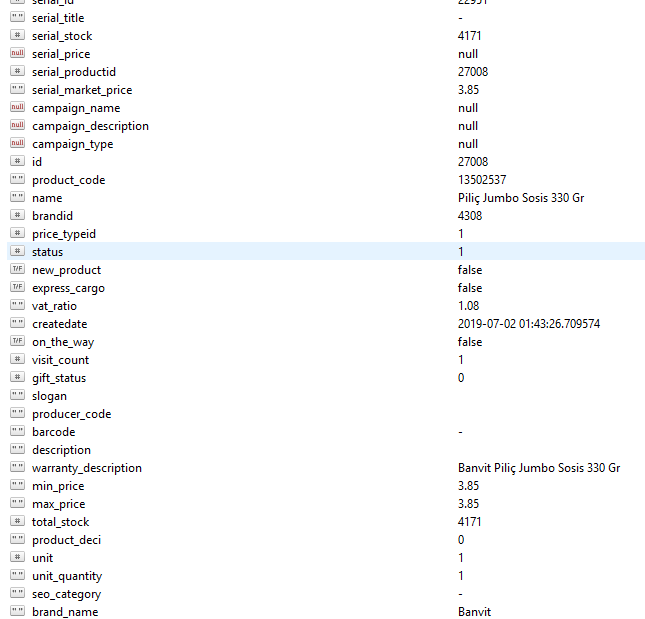 serial_id 22951
" " serial_title -
# serial_stock 4171
null serial_price null
# serial_productid 27008
" " serial_market_price 3.85
null campaign_name null
null campaign_description null
null campaign_type null
# id 27008
" " product_code 13502537
" " name Piliç Jumbo Sosis 330 Gr
# brandid 4308
# price_typeid 1
# status 1
T/F new_product false
T/F express_cargo false
" " vat_ratio 1.08
" " createdate 2019-07-02 01:43:26.709574
T/F on_the_way false
# visit_count 1
# gift_status 0
" " slogan
" " producer_code
" " barcode -
" " description
" " warranty_description Banvit Piliç Jumbo Sosis 330 Gr
" " min_price 3.85
" " max_price 3.85
# total_stock 4171
" " product_deci 0
# unit 1
" " unit_quantity 1
" " seo_category -
" " brand_name Banvit